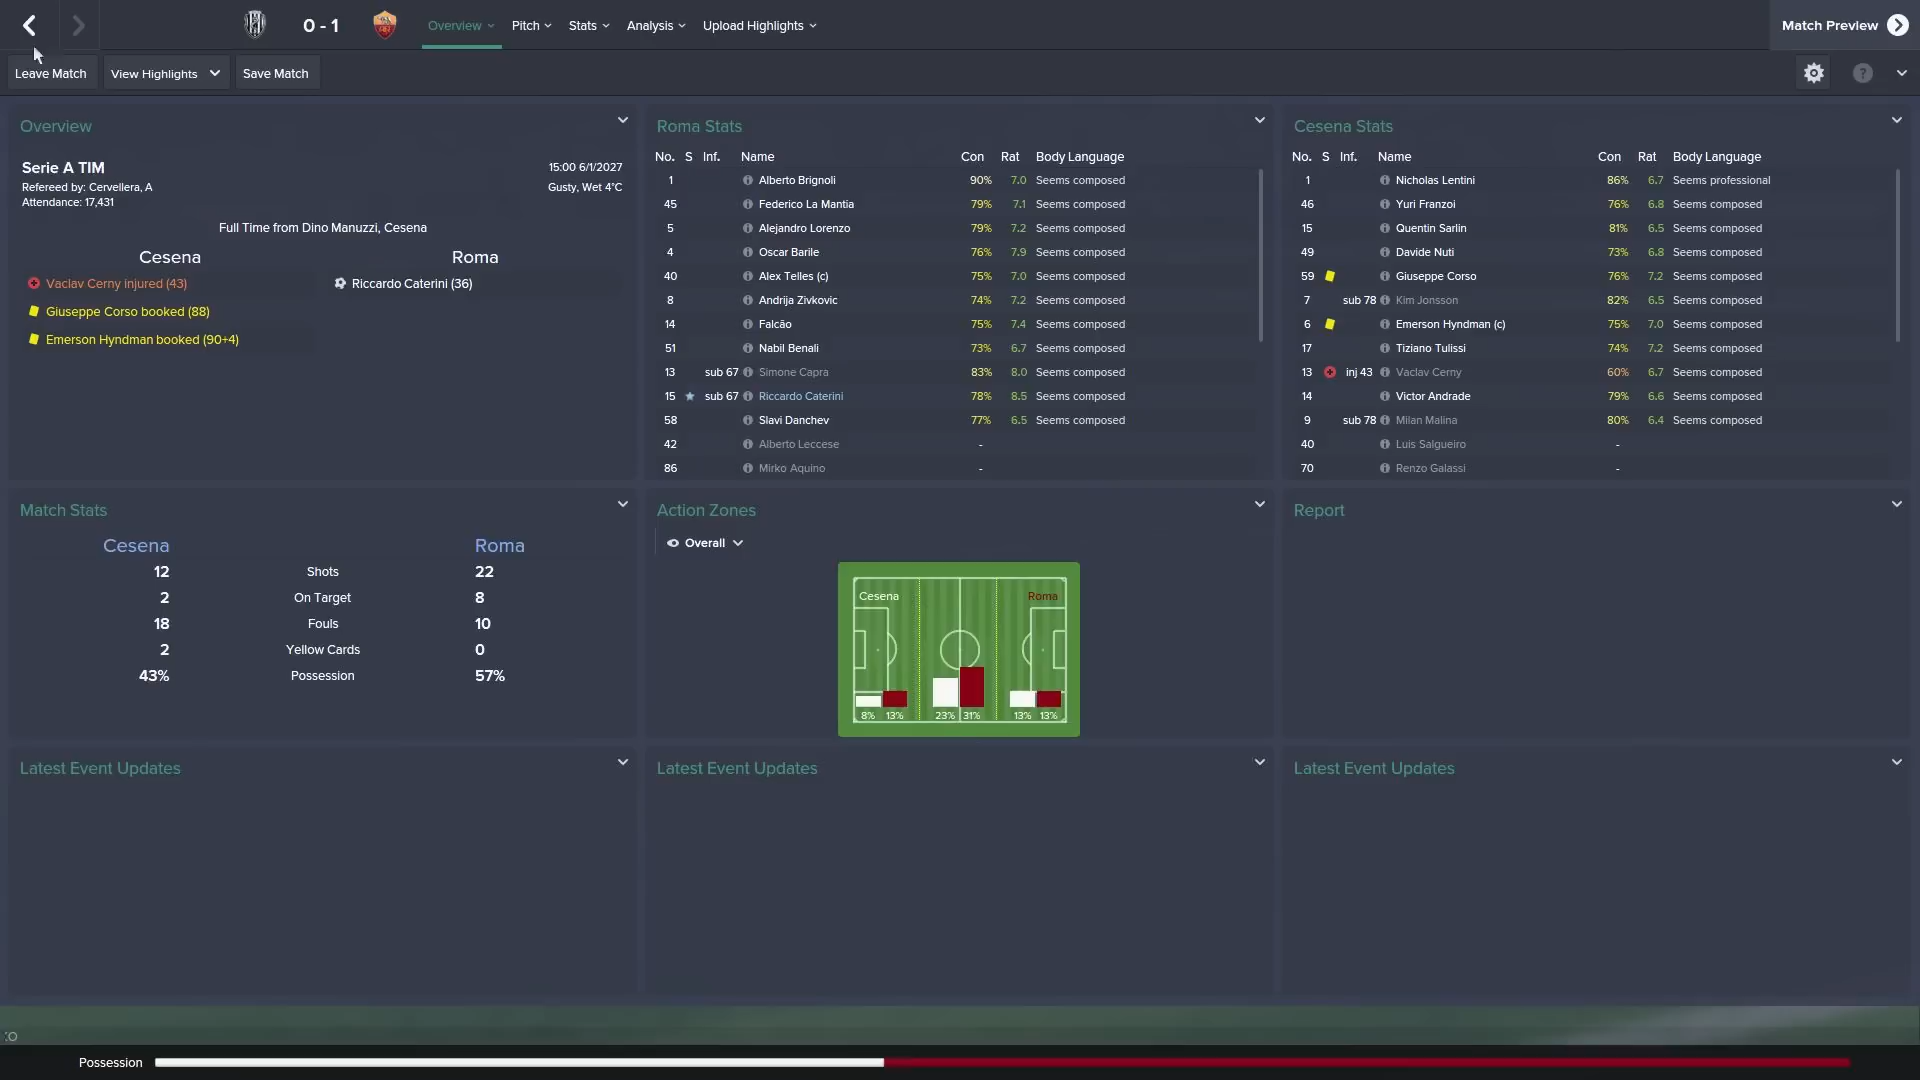 0 - 1 Overview Pitch Stats Analysis Upload Highlights Match Preview
Leave Match View Highlights Save Match ?
Overview
Serie A TIM 15:00 6/1/2027
Refereed by: Cervellera, A Gusty, Wet 4°C
Attendance: 17,431
Full Time from Dino Manuzzi, Cesena
Cesena Roma
Vaclav Cerny injured (43) Riccardo Caterini (36)
Giuseppe Corso booked (88)
Emerson Hyndman booked (90+4)
Roma Stats
No. S Inf. Name Con Rat Body Language
1 Alberto Brignoli 90% 7.0 Seems composed
45 Federico La Mantia 79% 7.1 Seems composed
5 Alejandro Lorenzo 79% 7.2 Seems composed
4 Oscar Barile 76% 7.9 Seems composed
40 Alex Telles (c) 75% 7.0 Seems composed
8 Andrija Zivkovic 74% 7.2 Seems composed
14 Falcão 75% 7.4 Seems composed
51 Nabil Benali 73% 6.7 Seems composed
13 sub 67 Simone Capra 83% 8.0 Seems composed
15 sub 67 Riccardo Caterini 78% 8.5 Seems composed
58 Slavi Danchev 77% 6.5 Seems composed
42 Alberto Leccese -
86 Mirko Aquino -
Cesena Stats
No. S Inf. Name Con Rat Body Language
1 Nicholas Lentini 86% 6.7 Seems professional
46 Yuri Franzoi 76% 6.8 Seems composed
15 Quentin Sarlin 81% 6.5 Seems composed
49 Davide Nuti 73% 6.8 Seems composed
59 Giuseppe Corso 76% 7.2 Seems composed
7 sub 78 Kim Jonsson 82% 6.5 Seems composed
6 Emerson Hyndman (c) 75% 7.0 Seems composed
17 Tiziano Tulissi 74% 7.2 Seems composed
13 inj 43 Vaclav Cerny 60% 6.7 Seems composed
14 Victor Andrade 79% 6.6 Seems composed
9 sub 78 Milan Malina 80% 6.4 Seems composed
40 Luis Salgueiro -
70 Renzo Galassi -
Match Stats
Cesena Roma
12 Shots 22
2 On Target 8
18 Fouls 10
2 Yellow Cards 0
43% Possession 57%
Action Zones
Overall
Cesena Roma
8% 13% 23% 31% 13% 13%
Report
Latest Event Updates
Latest Event Updates
Latest Event Updates
:O
Possession